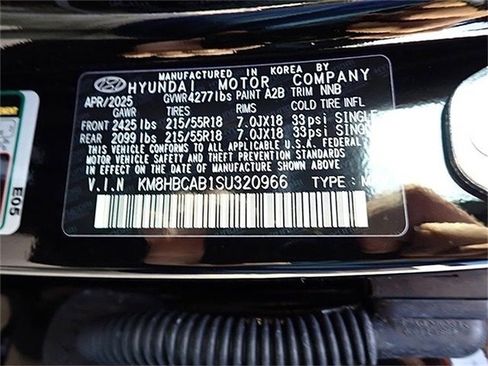 MANUFACTURED IN KOREA BY
HYUNDAI MOTOR COMPANY
APR/2025 GVWR4277lbs PAINT A2B TRIM NNB
GAWR TIRES RIMS COLD TIRE INFL
FRONT 2425 lbs 215/55R18 7.0JX18 33psi SINGLE
REAR 2099 lbs 215/55R18 7.0JX18 33psi SINGLE
THIS VEHICLE CONFORMS TO ALL APPLICABLE U.S.A. FEDERAL
MOTOR VEHICLE SAFETY, BUMPER, AND THEFT PREVENTION STANDARDS
IN EFFECT ON THE DATE OF MANUFACTURE SHOWN ABOVE.
V.I.N KM8HBCAB1SU320966 TYPE:
E05